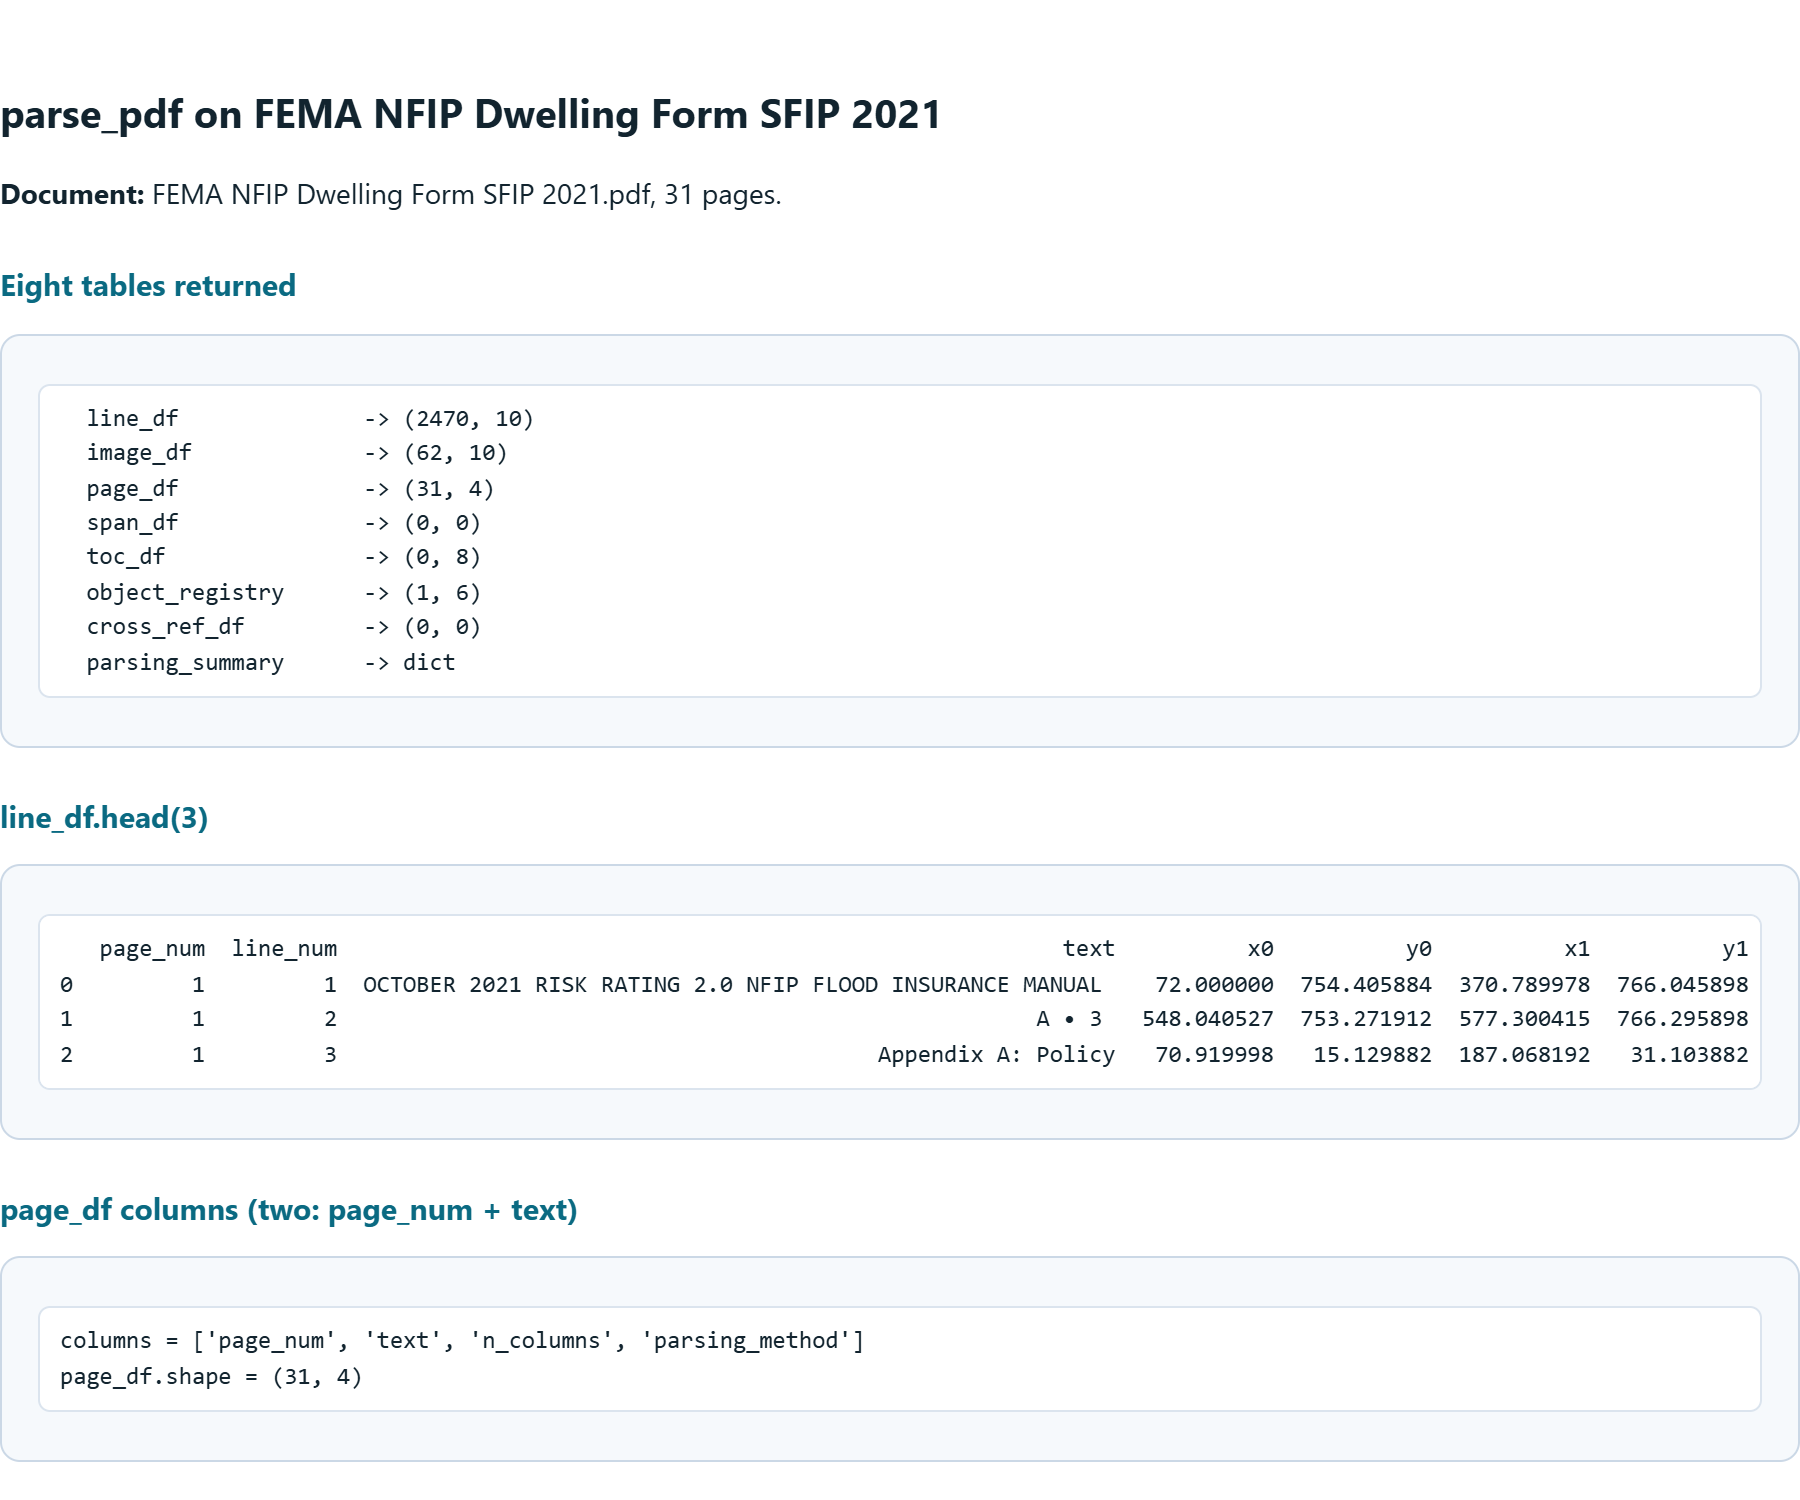 parse_pdf on FEMA NFIP Dwelling Form SFIP 2021
Document: FEMA NFIP Dwelling Form SFIP 2021.pdf, 31 pages.
Eight tables returned
line_df -> (2470, 10)
image_df -> (62, 10)
page_df -> (31, 4)
span_df -> (0, 0)
toc_df -> (0, 8)
object_registry -> (1, 6)
cross_ref_df -> (0, 0)
parsing_summary -> dict
line_df.head(3)
page_num line_num text x0 y0 x1 y1
0 1 1 OCTOBER 2021 RISK RATING 2.0 NFIP FLOOD INSURANCE MANUAL 72.000000 754.405884 370.789978 766.045898
1 1 2 A • 3 548.040527 753.271912 577.300415 766.295898
2 1 3 Appendix A: Policy 70.919998 15.129882 187.068192 31.103882
page_df columns (two: page_num + text)
columns = ['page_num', 'text', 'n_columns', 'parsing_method']
page_df.shape = (31, 4)